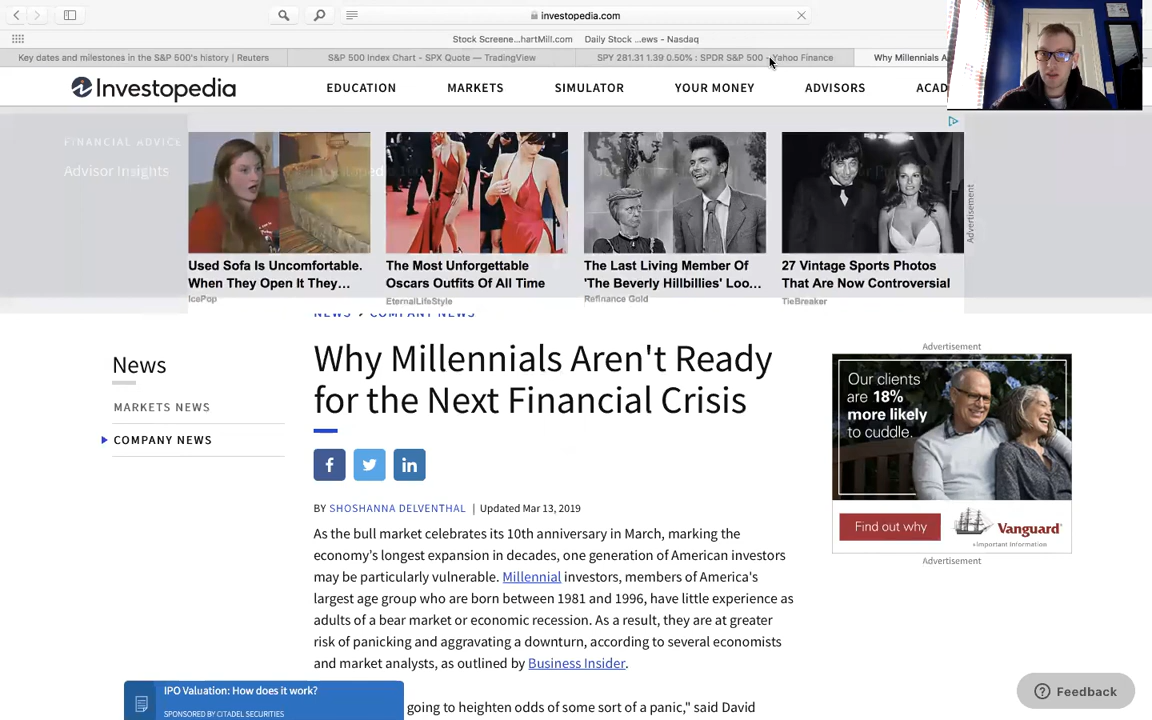 investopedia.com
Stock Screene...hartMill.com
Daily Stock ...ews - Nasdaq
Key dates and milestones in the S&P 500's history | Reuters
S&P 500 Index Chart - SPX Quote — TradingView
SPY 281.31 1.39 0.50% : SPDR S&P 500 - Yahoo Finance
Why Millennials A
Investopedia
EDUCATION
MARKETS
SIMULATOR
YOUR MONEY
ADVISORS
ACAD
FINANCIAL ADVICE
Advisor Insights
Advertisement
Used Sofa Is Uncomfortable.
When They Open It They...
IcePop
The Most Unforgettable
Oscars Outfits Of All Time
EternalLifeStyle
The Last Living Member Of
'The Beverly Hillbillies' Loo...
Refinance Gold
27 Vintage Sports Photos
That Are Now Controversial
TieBreaker
NEWS > COMPANY NEWS
News
MARKETS NEWS
COMPANY NEWS
Why Millennials Aren't Ready
for the Next Financial Crisis
BY SHOSHANNA DELVENTHAL | Updated Mar 13, 2019
As the bull market celebrates its 10th anniversary in March, marking the
economy's longest expansion in decades, one generation of American investors
may be particularly vulnerable. Millennial investors, members of America's
largest age group who are born between 1981 and 1996, have little experience as
adults of a bear market or economic recession. As a result, they are at greater
risk of panicking and aggravating a downturn, according to several economists
and market analysts, as outlined by Business Insider.
going to heighten odds of some sort of a panic," said David
IPO Valuation: How does it work?
SPONSORED BY CITADEL SECURITIES
Advertisement
Our clients
are 18%
more likely
to cuddle.
Find out why
Vanguard
Important Information
Advertisement
Feedback